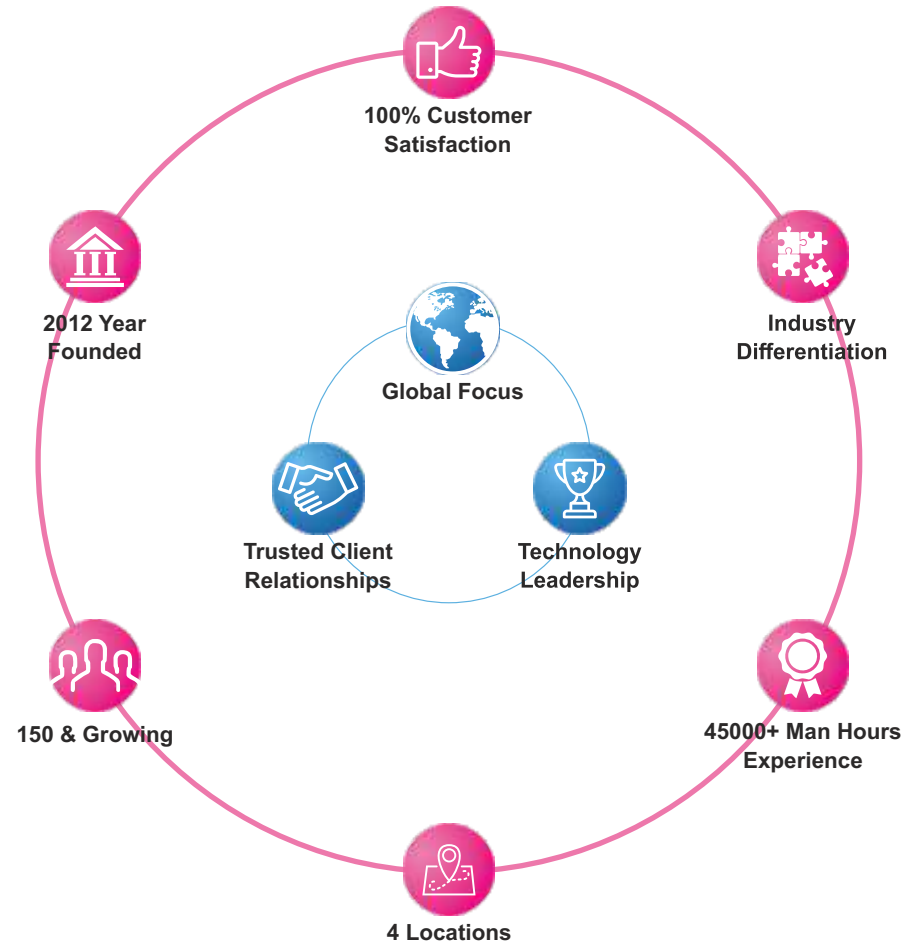 100% Customer
Satisfaction
2012 Year
Founded
Industry
Differentiation
Global Focus
Trusted Client
Relationships
Technology
Leadership
150 & Growing
45000+ Man Hours
Experience
4 Locations